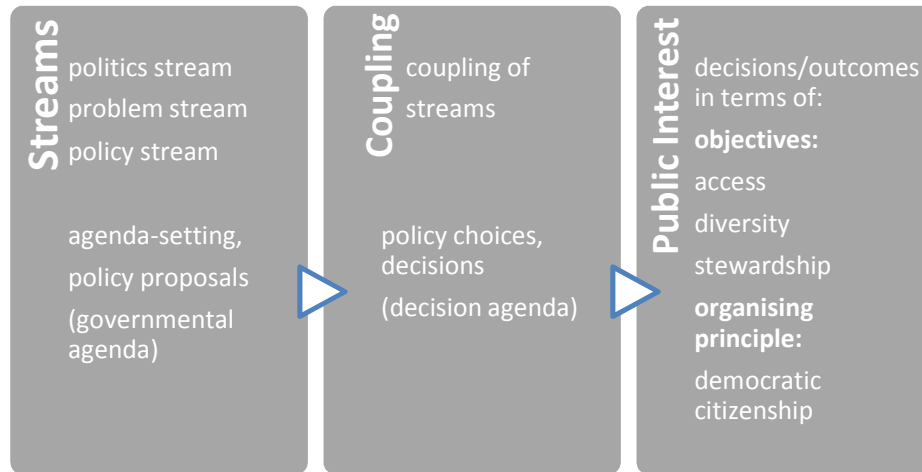 Streams
politics stream
problem stream
policy stream
agenda-setting,
policy proposals
(governmental
agenda)
Coupling
coupling of
streams
policy choices,
decisions
(decision agenda)
Public Interest
decisions/outcomes
in terms of:
objectives:
access
diversity
stewardship
organising
principle:
democratic
citizenship